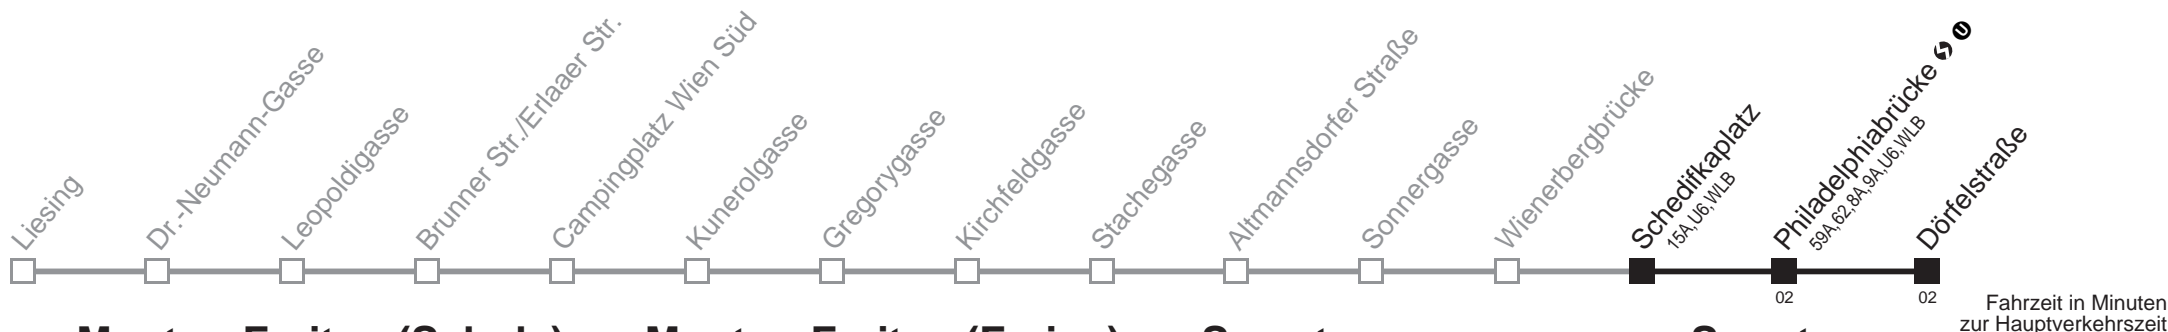 Liesing
Dr.-Neumann-Gasse
Leopoldigasse
Brunner Str./Erlaaer Str.
Campingplatz Wien Süd
Kunerolgasse
Gregorygasse
Kirchfeldgasse
Stachegasse
Altmannsdorfer Straße
Sonnergasse
Wienerbergbrücke
Schedifkaplatz
15A,U6,WLB
Philadelphiabrücke
59A,62,8A,9A,U6,WLB
Dörfelstraße
02
02
Fahrzeit in Minuten
zur Hauptverkehrszeit